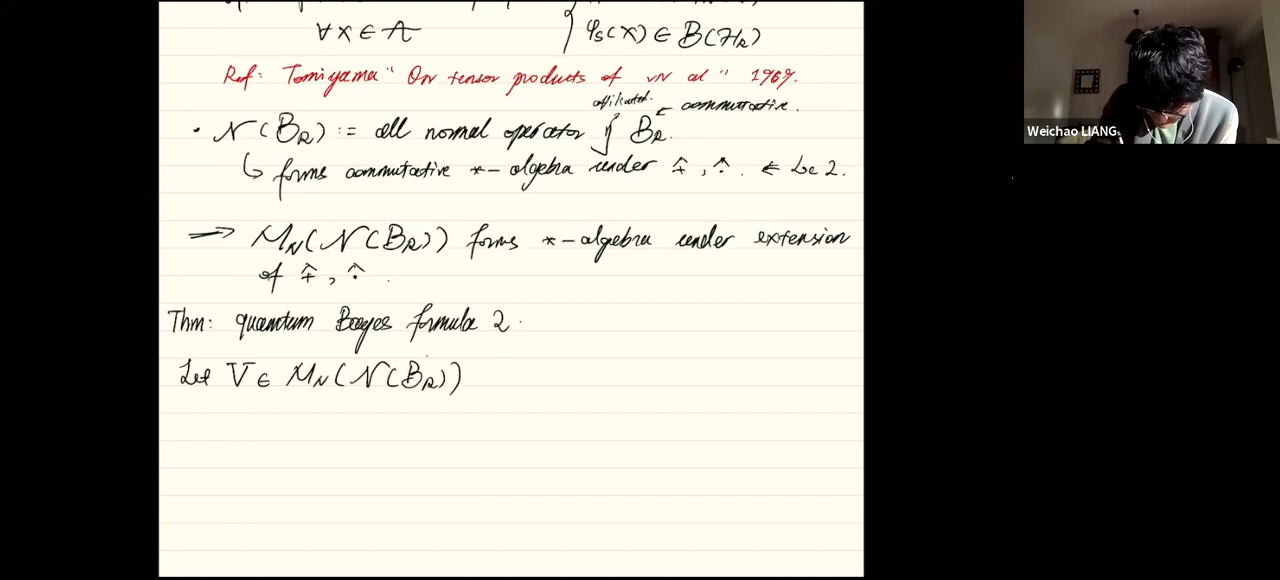 ∀ x ∈ A { φ_S(X) ∈ B(H_R)
Ref: Tomiyama "On tensor products of vN al" 1969.
affiliated. ← commutative.
· N(B_R) := all normal operator of B_R.
↳ forms commutative *-algebra under +̂, ·̂. ← Le 2.
⟹ M_N(N(B_R)) forms *-algebra under extension
of +̂, ·̂.
Thm: quantum Bayes formula 2.
Let V ∈ M_N(N(B_R))
Weichao LIANG